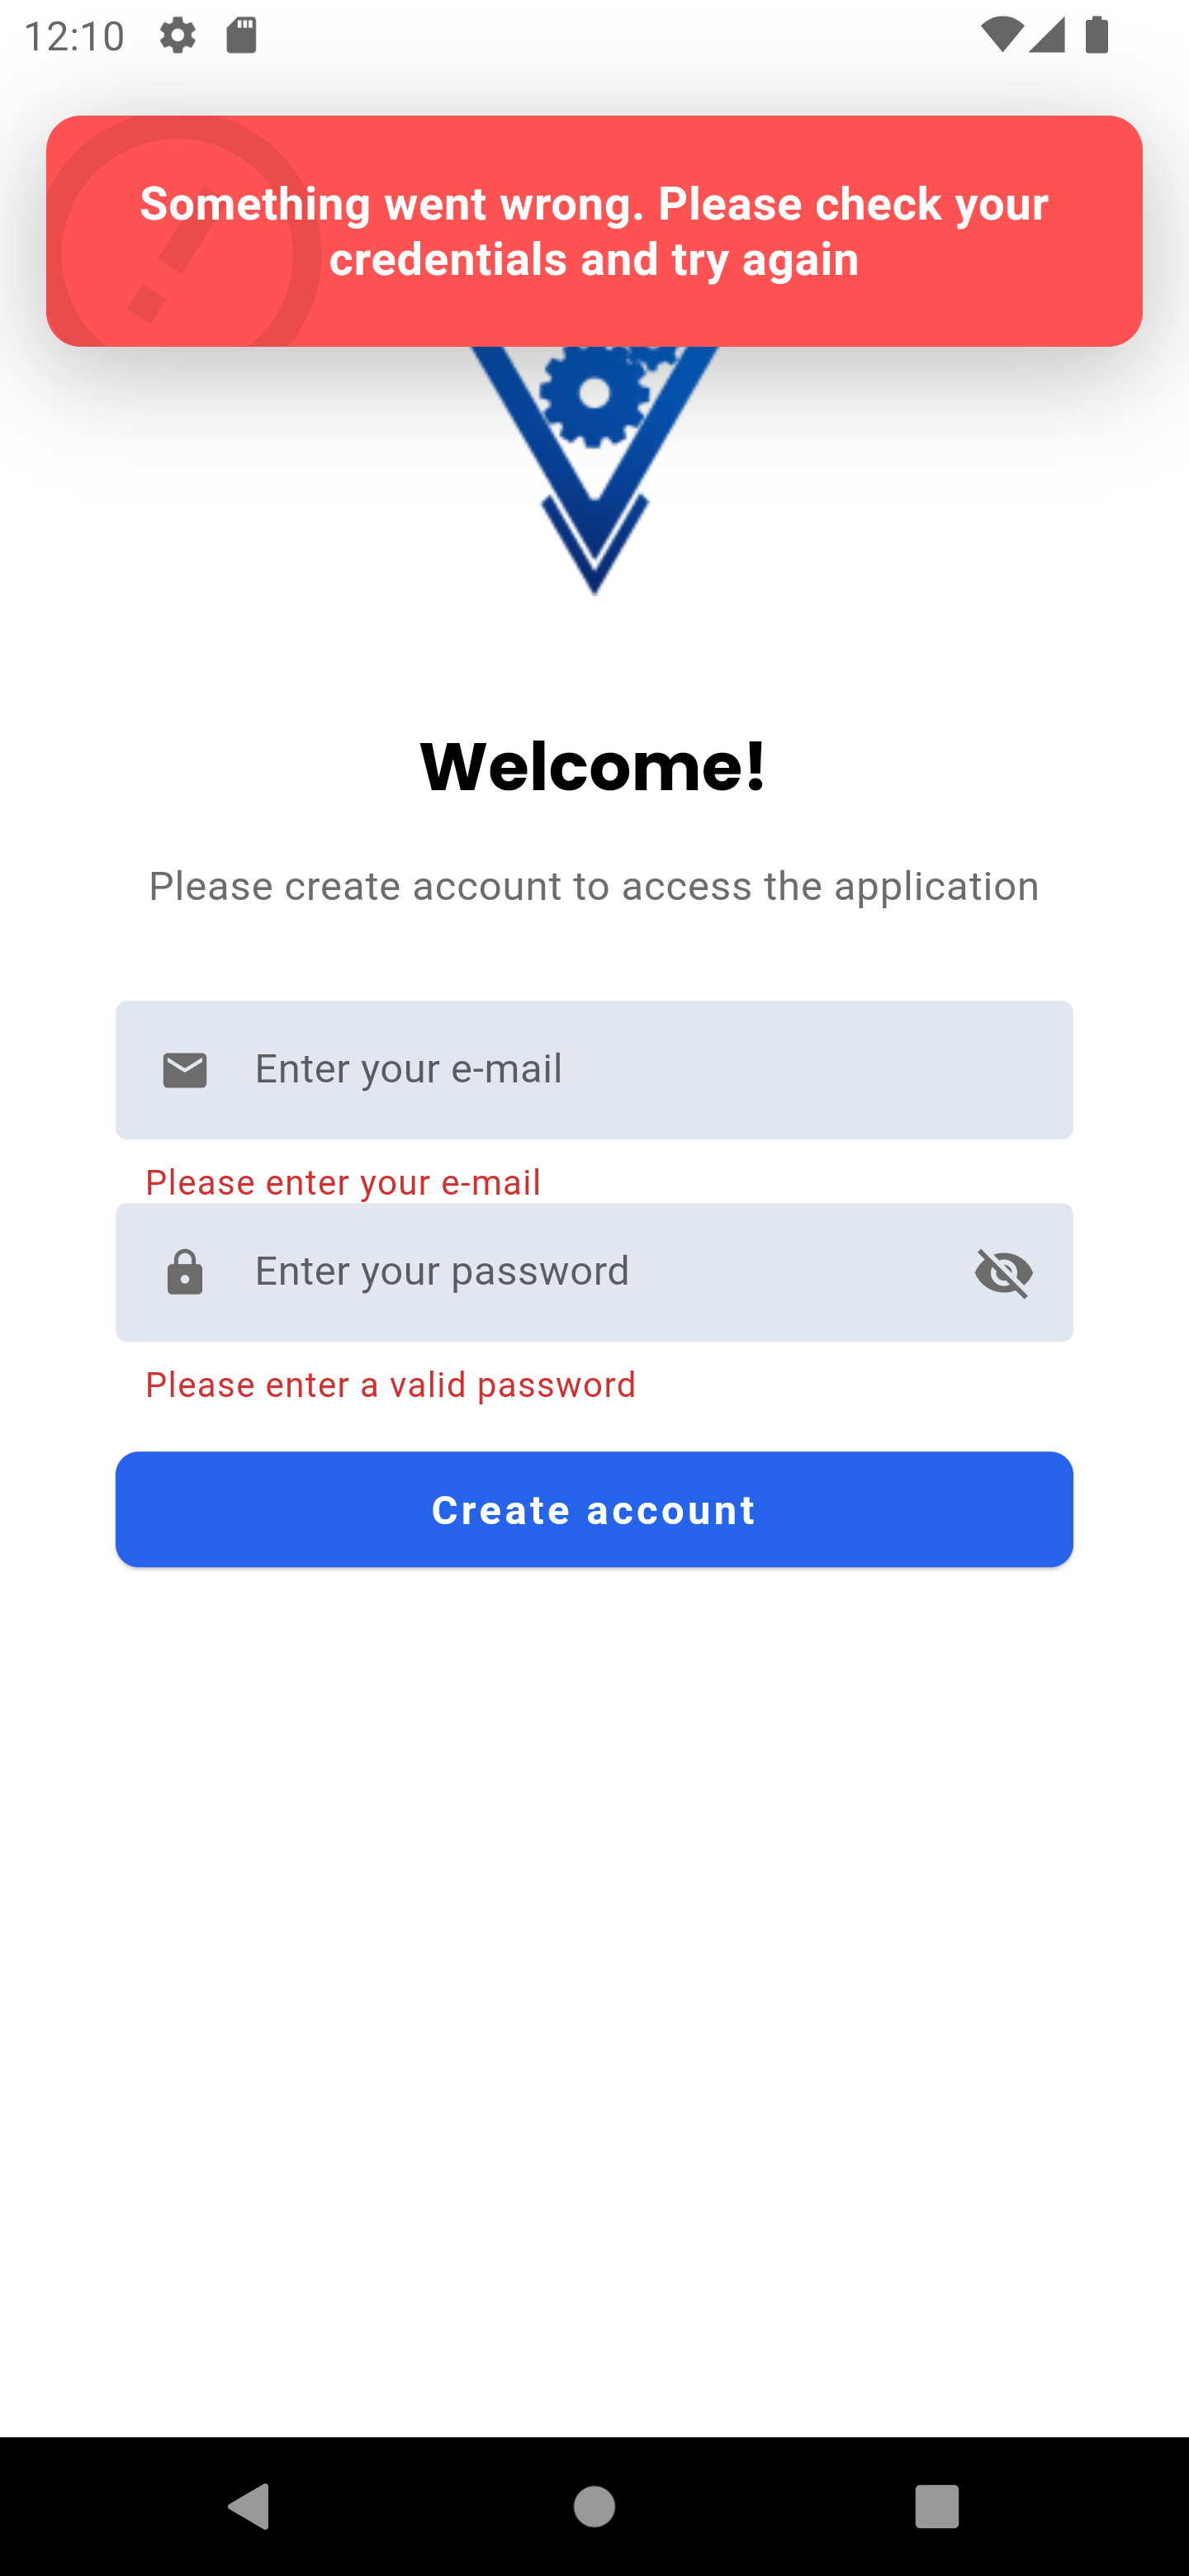 12:10
Something went wrong. Please check your
credentials and try again
Welcome!
Please create account to access the application
Enter your e-mail
Please enter your e-mail
Enter your password
Please enter a valid password
Create account